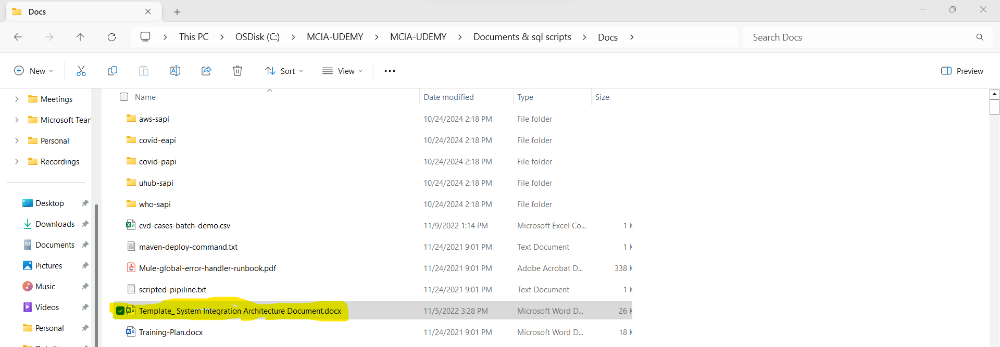 Docs
This PC > OSDisk (C:) > MCIA-UDEMY > MCIA-UDEMY > Documents & sql scripts > Docs >
Search Docs
New
Sort
View
Preview
Meetings
Microsoft Tear
Personal
Recordings
Desktop
Downloads
Documents
Pictures
Music
Videos
Personal
Name Date modified Type Size
aws-sapi 10/24/2024 2:18 PM File folder
covid-eapi 10/24/2024 2:18 PM File folder
covid-papi 10/24/2024 2:18 PM File folder
uhub-sapi 10/24/2024 2:18 PM File folder
who-sapi 10/24/2024 2:18 PM File folder
cvd-cases-batch-demo.csv 11/9/2022 1:14 PM Microsoft Excel Co... 1 K
maven-deploy-command.txt 11/24/2021 9:01 PM Text Document 1 K
Mule-global-error-handler-runbook.pdf 11/24/2021 9:01 PM Adobe Acrobat D... 338 K
scripted-pipiline.txt 11/24/2021 9:01 PM Text Document 1 K
Template_ System Integration Architecture Document.docx 11/5/2022 3:28 PM Microsoft Word D... 26 K
Training-Plan.docx 11/24/2021 9:01 PM Microsoft Word D... 18 K